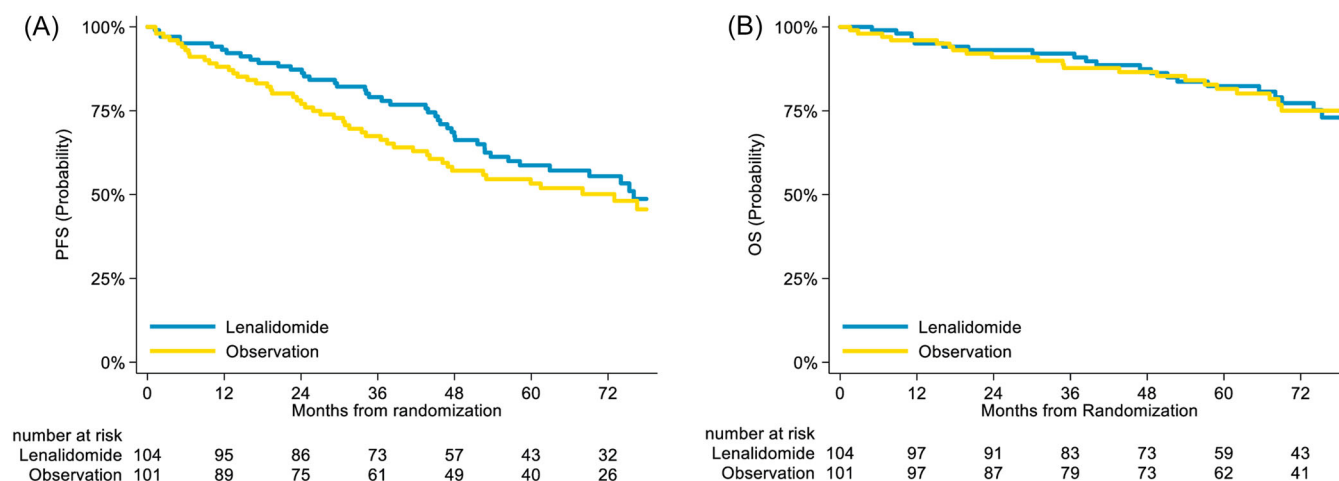 (A)
100%
75%
50%
25%
0%
PFS (Probability)
Lenalidomide
Observation
0 12 24 36 48 60 72
Months from randomization
number at risk
Lenalidomide 104 95 86 73 57 43 32
Observation 101 89 75 61 49 40 26
(B)
100%
75%
50%
25%
0%
OS (Probability)
Lenalidomide
Observation
0 12 24 36 48 60 72
Months from Randomization
number at risk
Lenalidomide 104 97 91 83 73 59 43
Observation 101 97 87 79 73 62 41